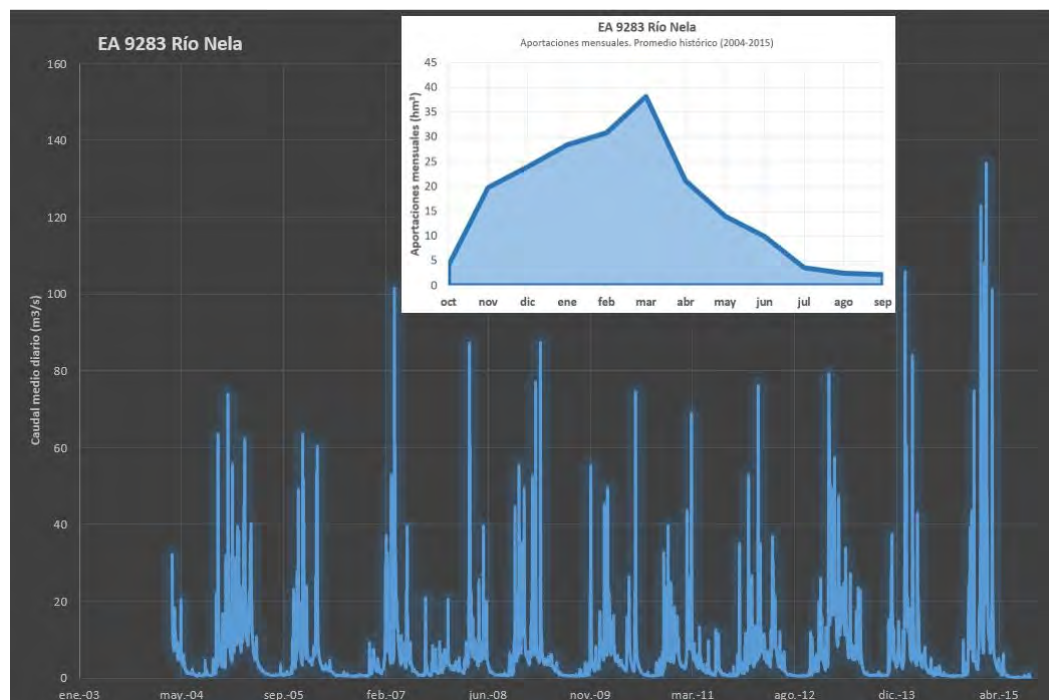 EA 9283 Río Nela
160
140
120
100
80
60
40
20
0
Caudal medio diario (m3/s)
ene.-03 may.-04 sep.-05 feb.-07 jun.-08 nov.-09 mar.-11 ago.-12 dic.-13 abr.-15
EA 9283 Río Nela
Aportaciones mensuales. Promedio histórico (2004-2015)
Aportaciones mensuales (hm³)
45
40
35
30
25
20
15
10
5
0
oct nov dic ene feb mar abr may jun jul ago sep